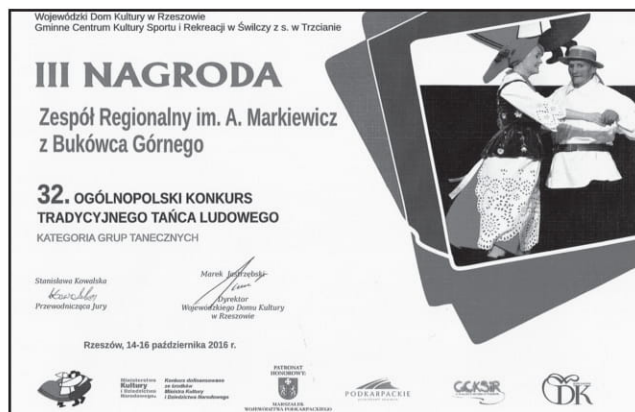 Wojewódzki Dom Kultury w Rzeszowie
Gminne Centrum Kultury Sportu i Rekreacji w Świlczy z s. w Trzcianie
III NAGRODA
Zespół Regionalny im. A. Markiewicz
z Bukówca Górnego
32. OGÓLNOPOLSKI KONKURS
TRADYCYJNEGO TAŃCA LUDOWEGO
KATEGORIA GRUP TANECZNYCH
Stanisława Kowalska
Przewodnicząca Jury
Marek Jastrzębski
Dyrektor
Wojewódzkiego Domu Kultury
w Rzeszowie
Rzeszów, 14-16 października 2016 r.
Ministerstwo
Kultury
i Dziedzictwa
Narodowego
Konkurs dofinansowano
ze środków
Ministra Kultury
i Dziedzictwa Narodowego
PATRONAT
HONOROWY:
MARSZAŁEK
WOJEWÓDZTWA PODKARPACKIEGO
PODKARPACKIE
GCKSiR
DK